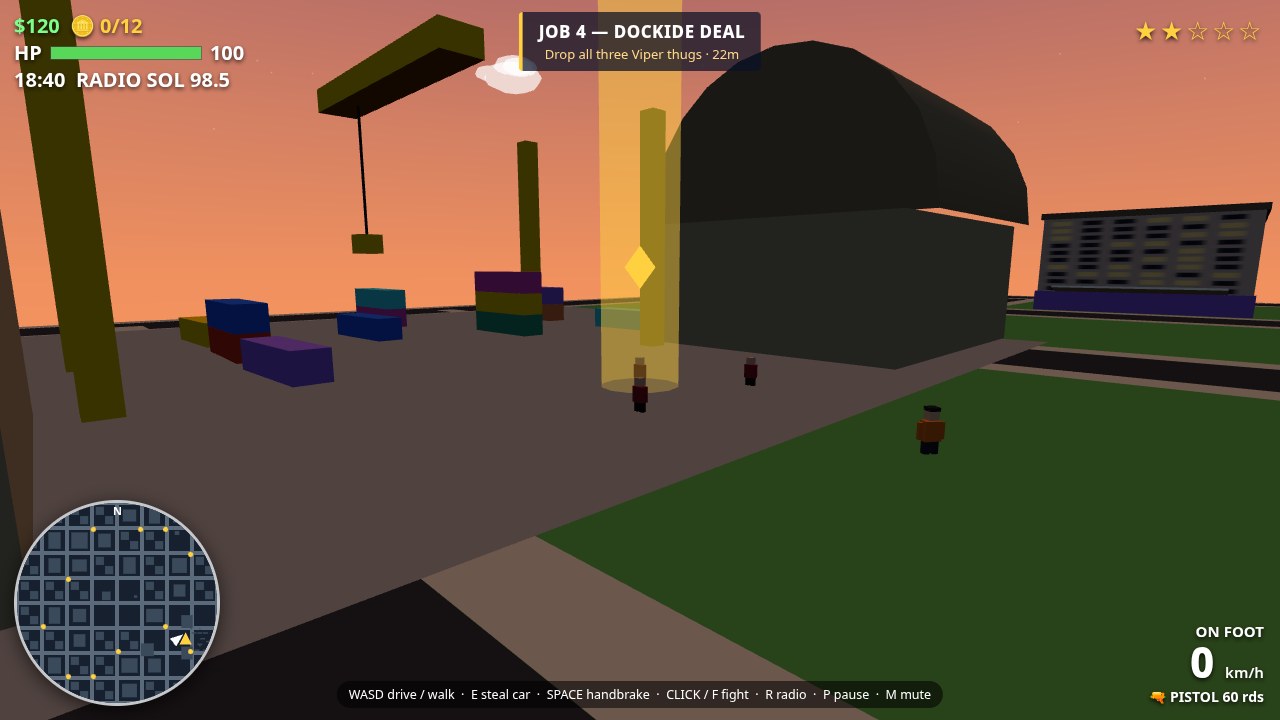 $120 🪙 0/12
HP 100
18:40 RADIO SOL 98.5
JOB 4 — DOCKIDE DEAL
Drop all three Viper thugs · 22m
★★☆☆☆
N
WASD drive / walk · E steal car · SPACE handbrake · CLICK / F fight · R radio · P pause · M mute
ON FOOT
0 km/h
🔫 PISTOL 60 rds